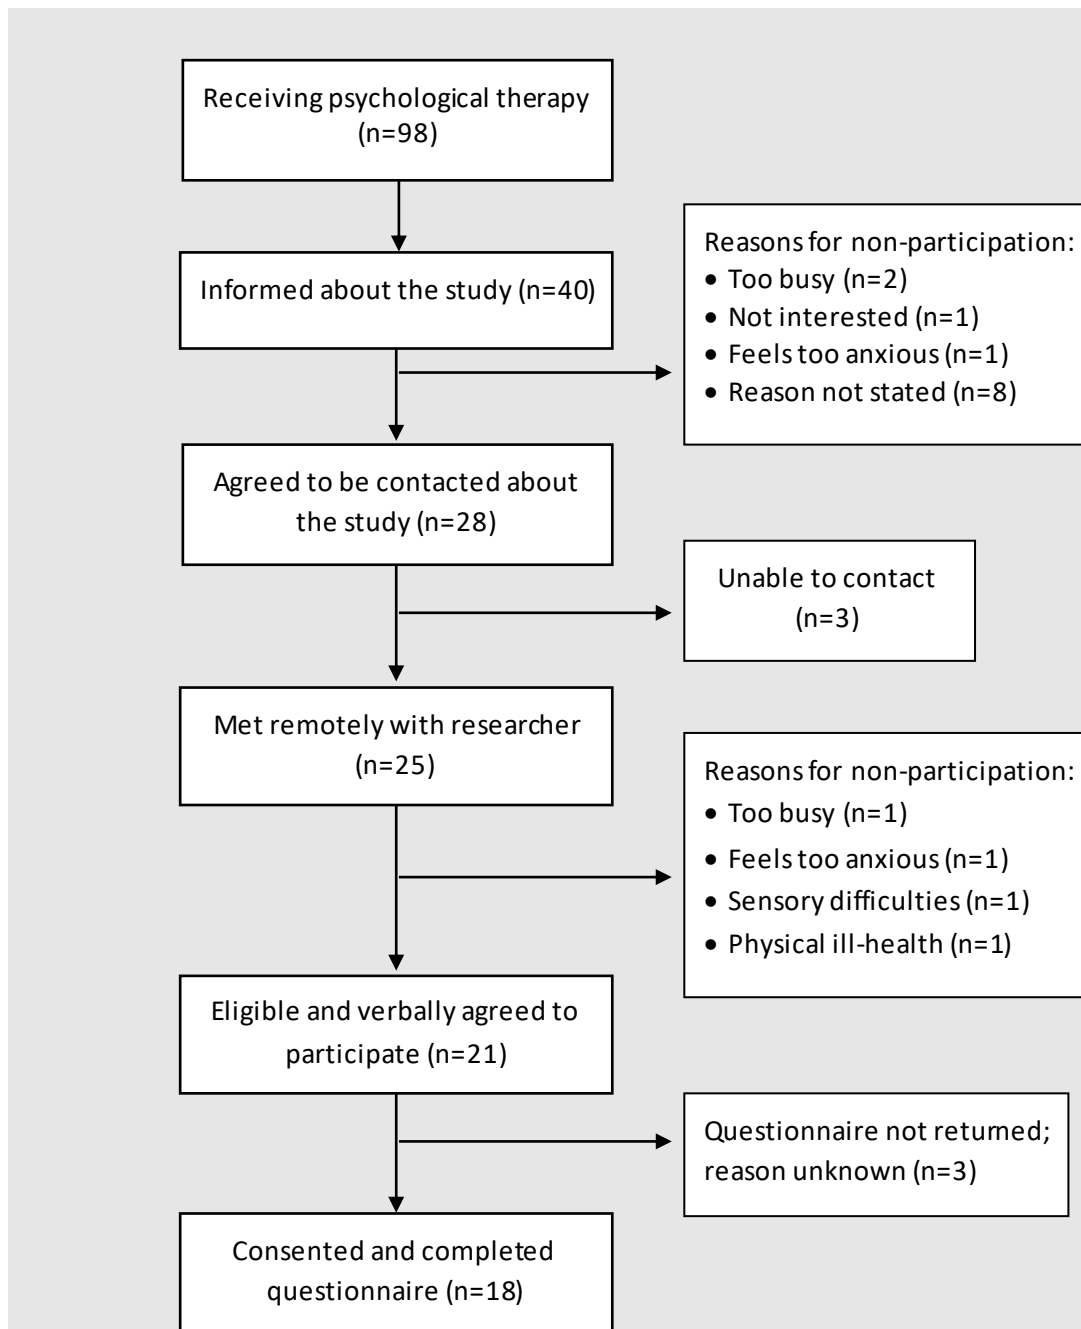 Receiving psychological therapy
(n=98)
Informed about the study (n=40)
Reasons for non-participation:
• Too busy (n=2)
• Not interested (n=1)
• Feels too anxious (n=1)
• Reason not stated (n=8)
Agreed to be contacted about
the study (n=28)
Unable to contact
(n=3)
Met remotely with researcher
(n=25)
Reasons for non-participation:
• Too busy (n=1)
• Feels too anxious (n=1)
• Sensory difficulties (n=1)
• Physical ill-health (n=1)
Eligible and verbally agreed to
participate (n=21)
Questionnaire not returned;
reason unknown (n=3)
Consented and completed
questionnaire (n=18)